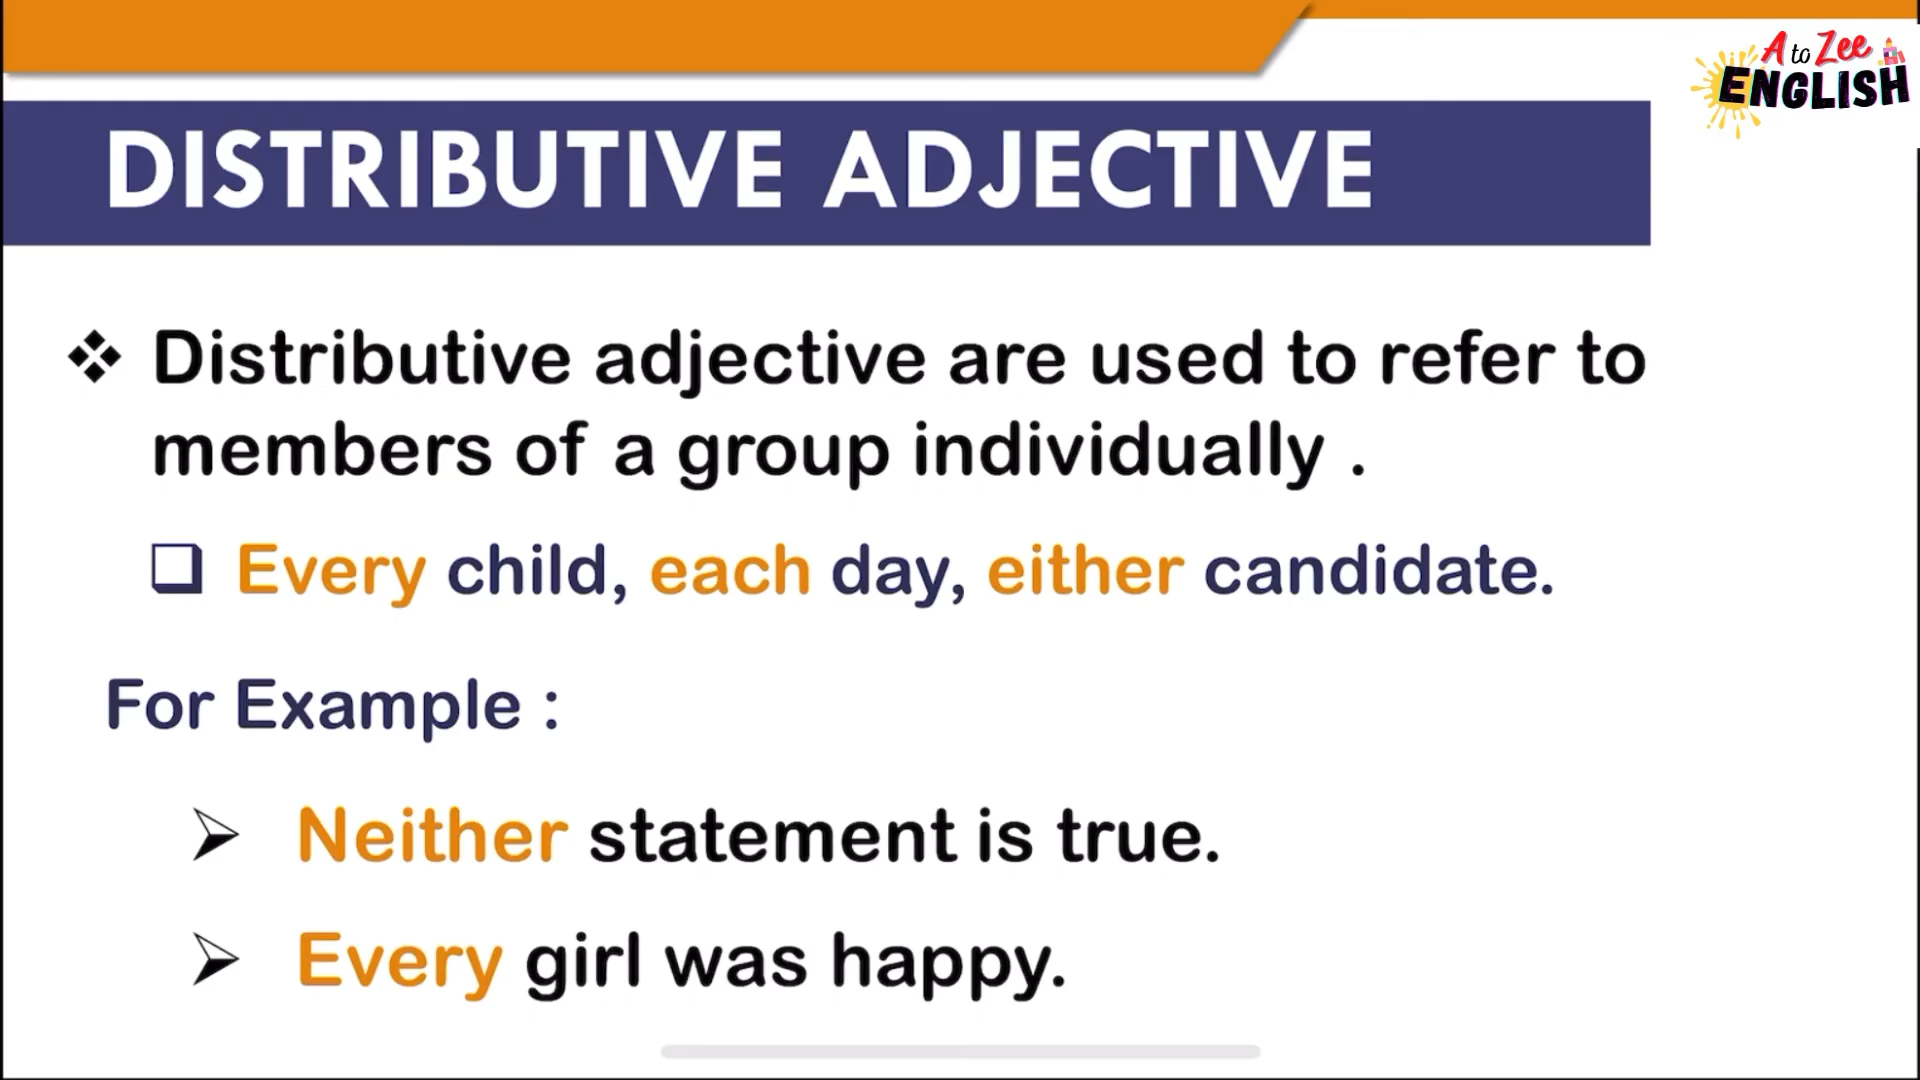 A to Zee
ENGLISH
DISTRIBUTIVE ADJECTIVE
Distributive adjective are used to refer to
members of a group individually .
Every child, each day, either candidate.
For Example :
Neither statement is true.
Every girl was happy.